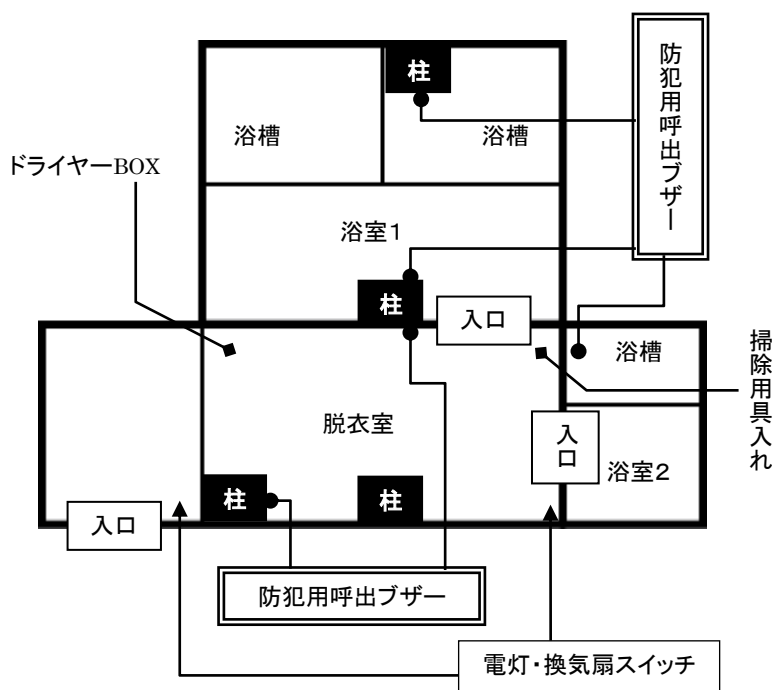 柱
防犯用呼出ブザー
浴槽
浴槽
ドライヤーBOX
浴室1
柱
入口
浴槽
掃除用具入れ
脱衣室
入口
浴室2
柱
柱
入口
防犯用呼出ブザー
電灯・換気扇スイッチ